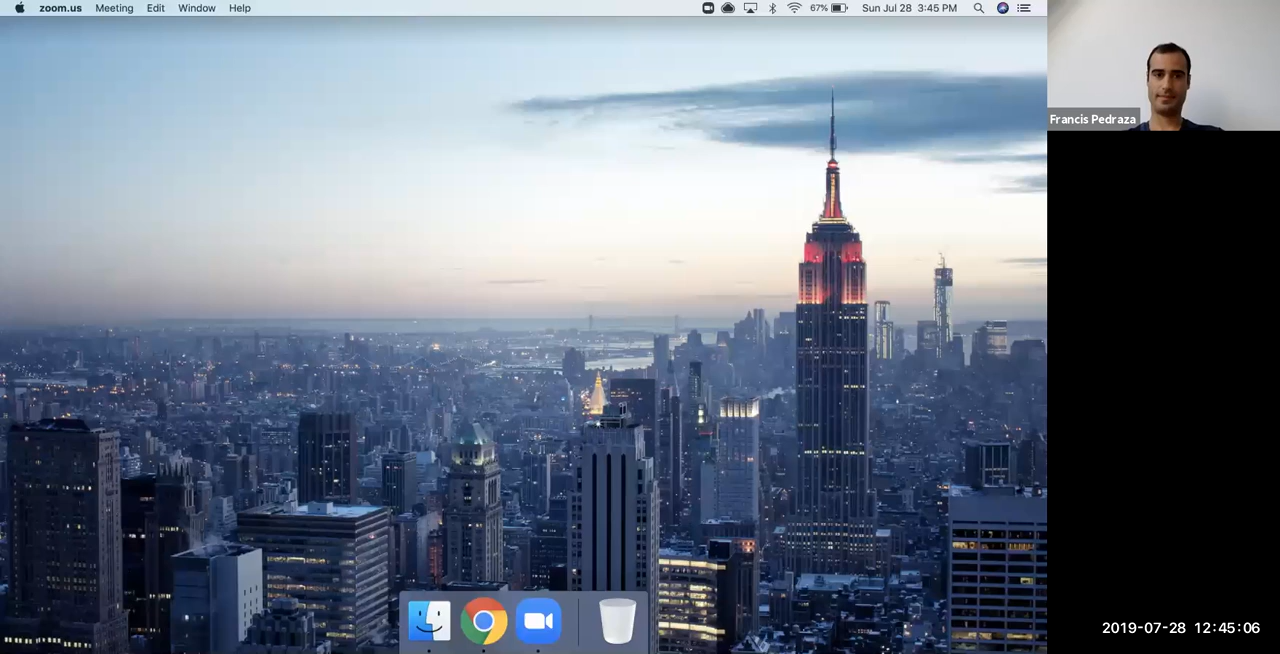 zoom.us Meeting Edit Window Help 67% Sun Jul 28 3:45 PM
Francis Pedraza
2019-07-28 12:45:06